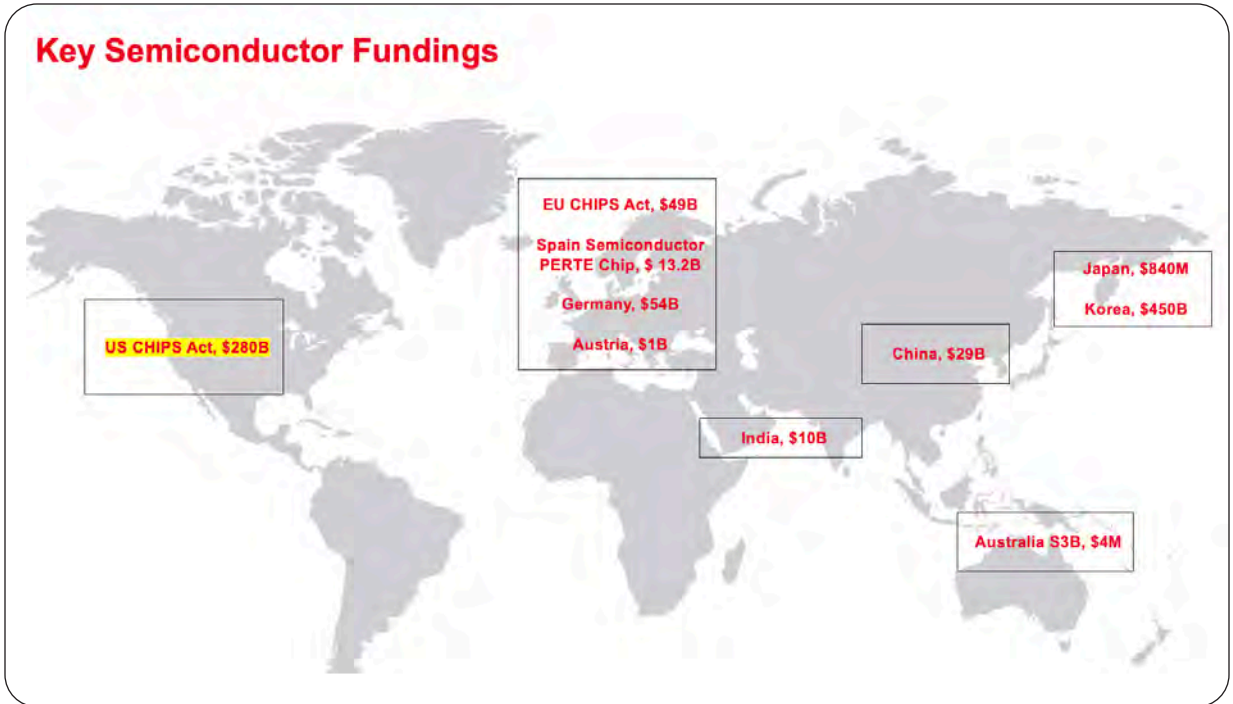 Key Semiconductor Fundings
EU CHIPS Act, $49B
Spain Semiconductor
PERTE Chip, $ 13.2B
Germany, $54B
Austria, $1B
US CHIPS Act, $280B
Japan, $840M
Korea, $450B
China, $29B
India, $10B
Australia S3B, $4M